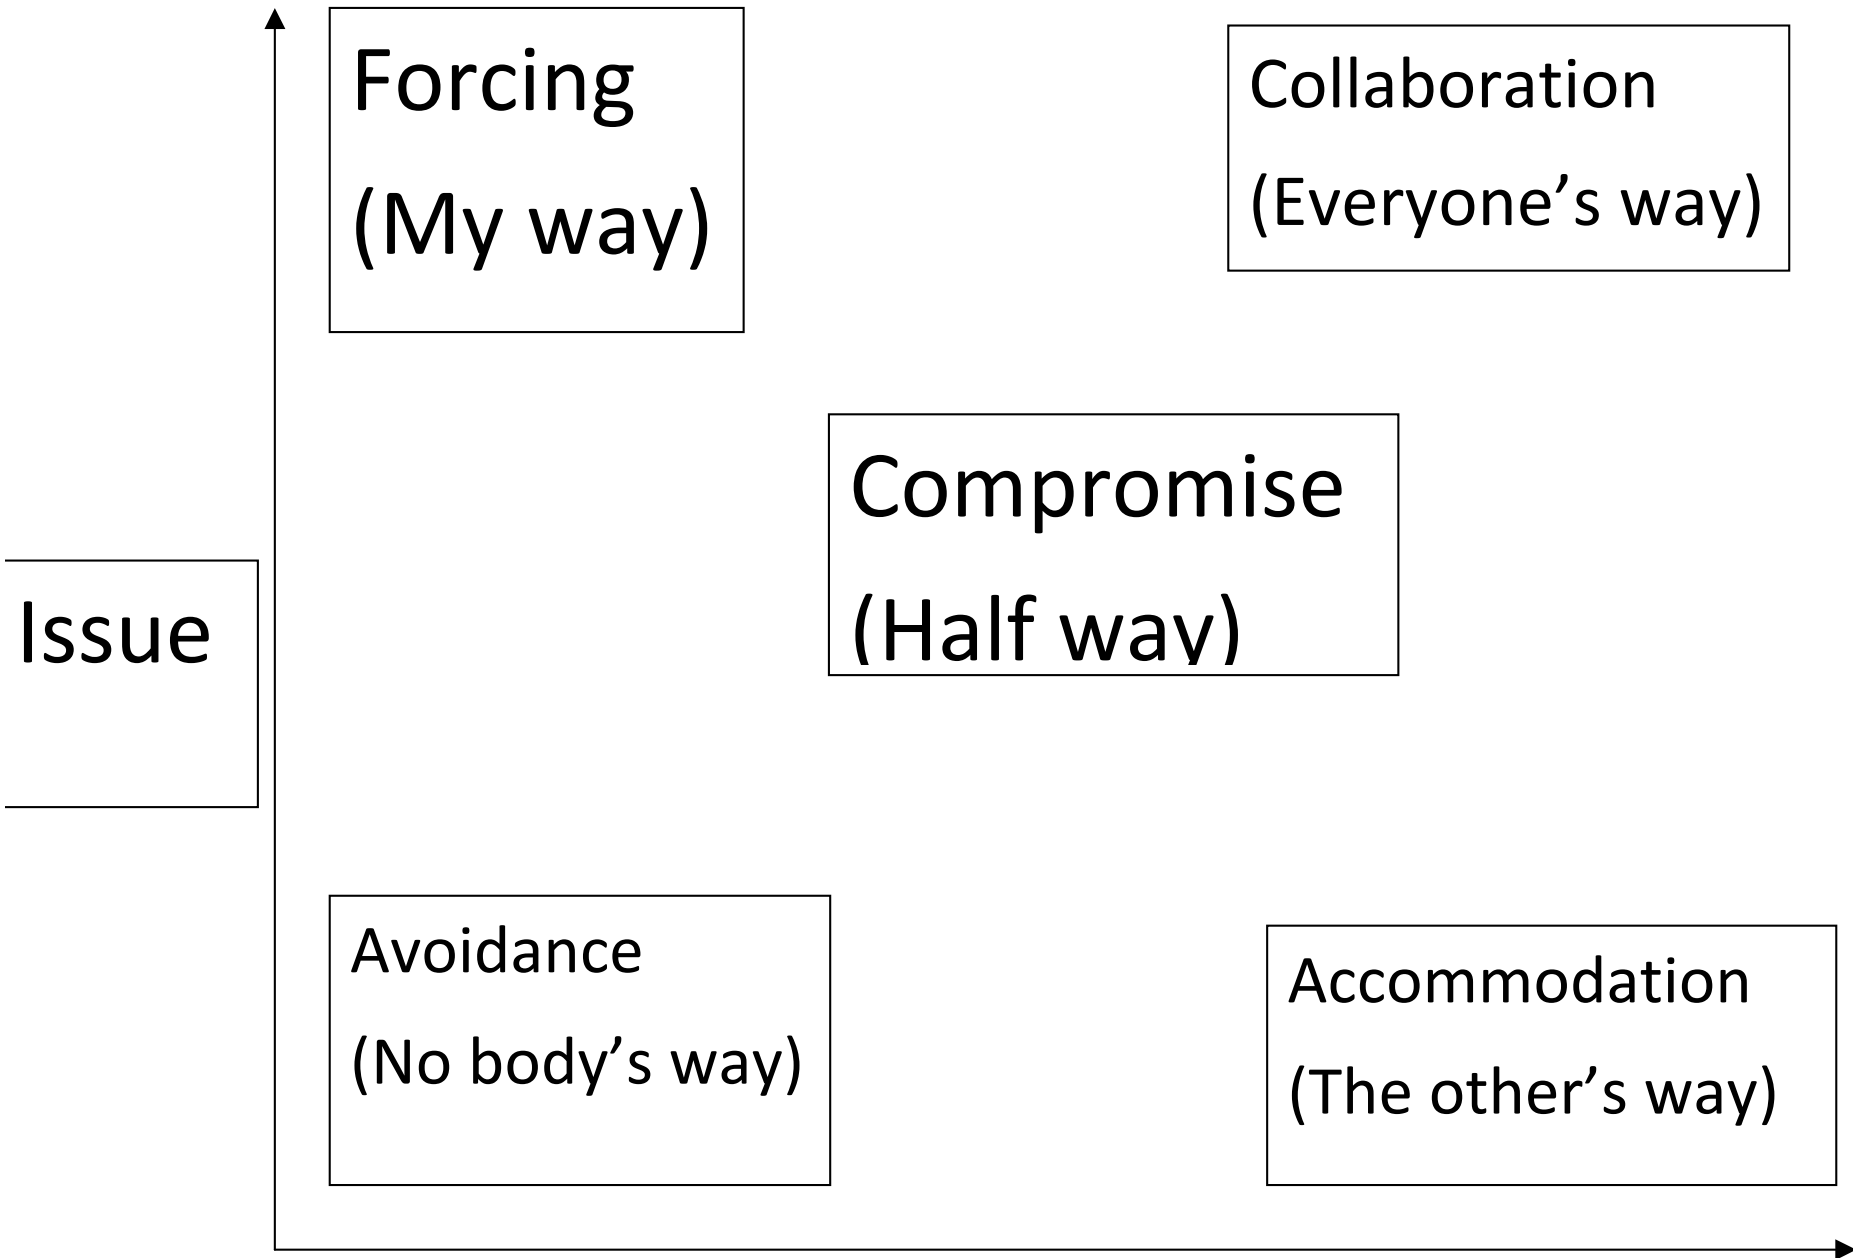 Forcing
(My way)
Collaboration
(Everyone’s way)
Compromise
(Half way)
Issue
Avoidance
(No body’s way)
Accommodation
(The other’s way)